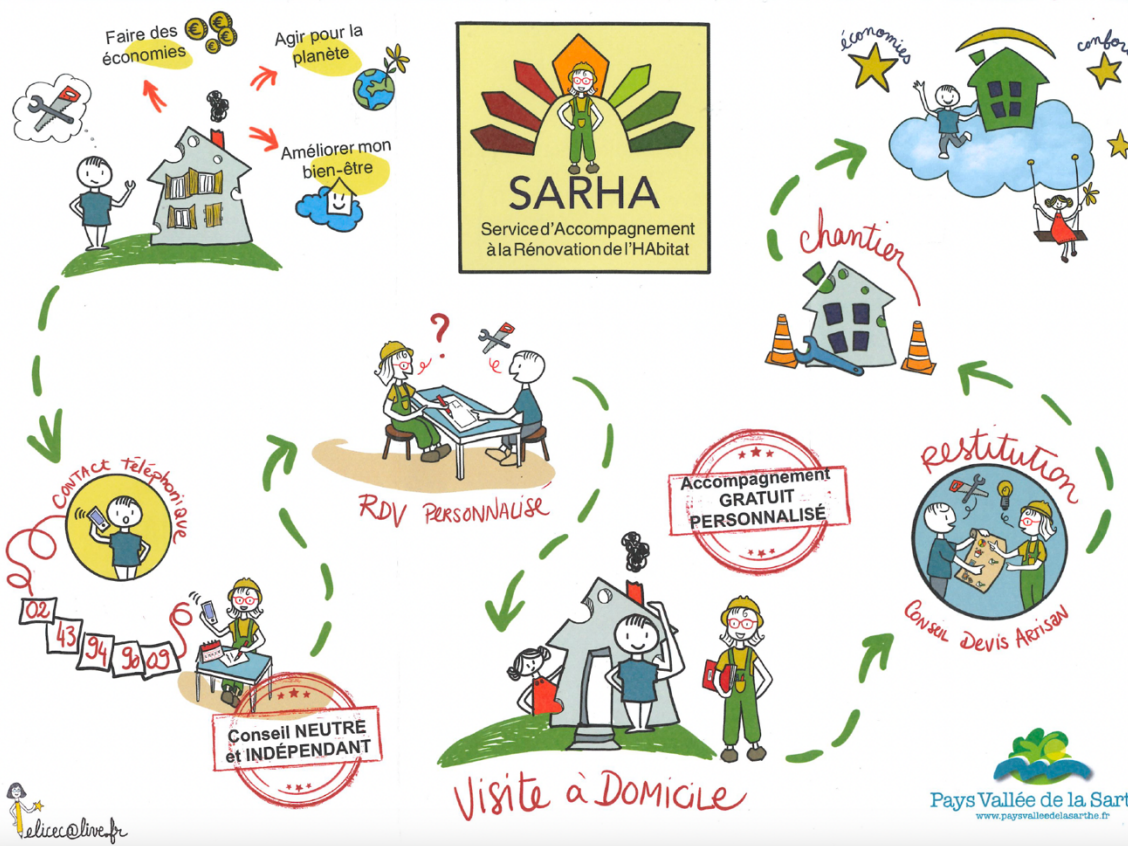 Faire des
économies
Agir pour la
planète
Améliorer mon
bien-être
SARHA
Service d'Accompagnement
à la Rénovation de l'HAbitat
économies
chantier
CONTACT téléphonique
02
43
94
90
09
Conseil NEUTRE
et INDÉPENDANT
?
RDV PERSONNALISÉ
Accompagnement
GRATUIT
PERSONNALISÉ
Visite à DOMICILE
RESTITUTION
CONSEIL DEVIS ARTISAN
Pays Vallée de la Sart
www.paysvalleedelasarthe.fr
elicec@live.fr